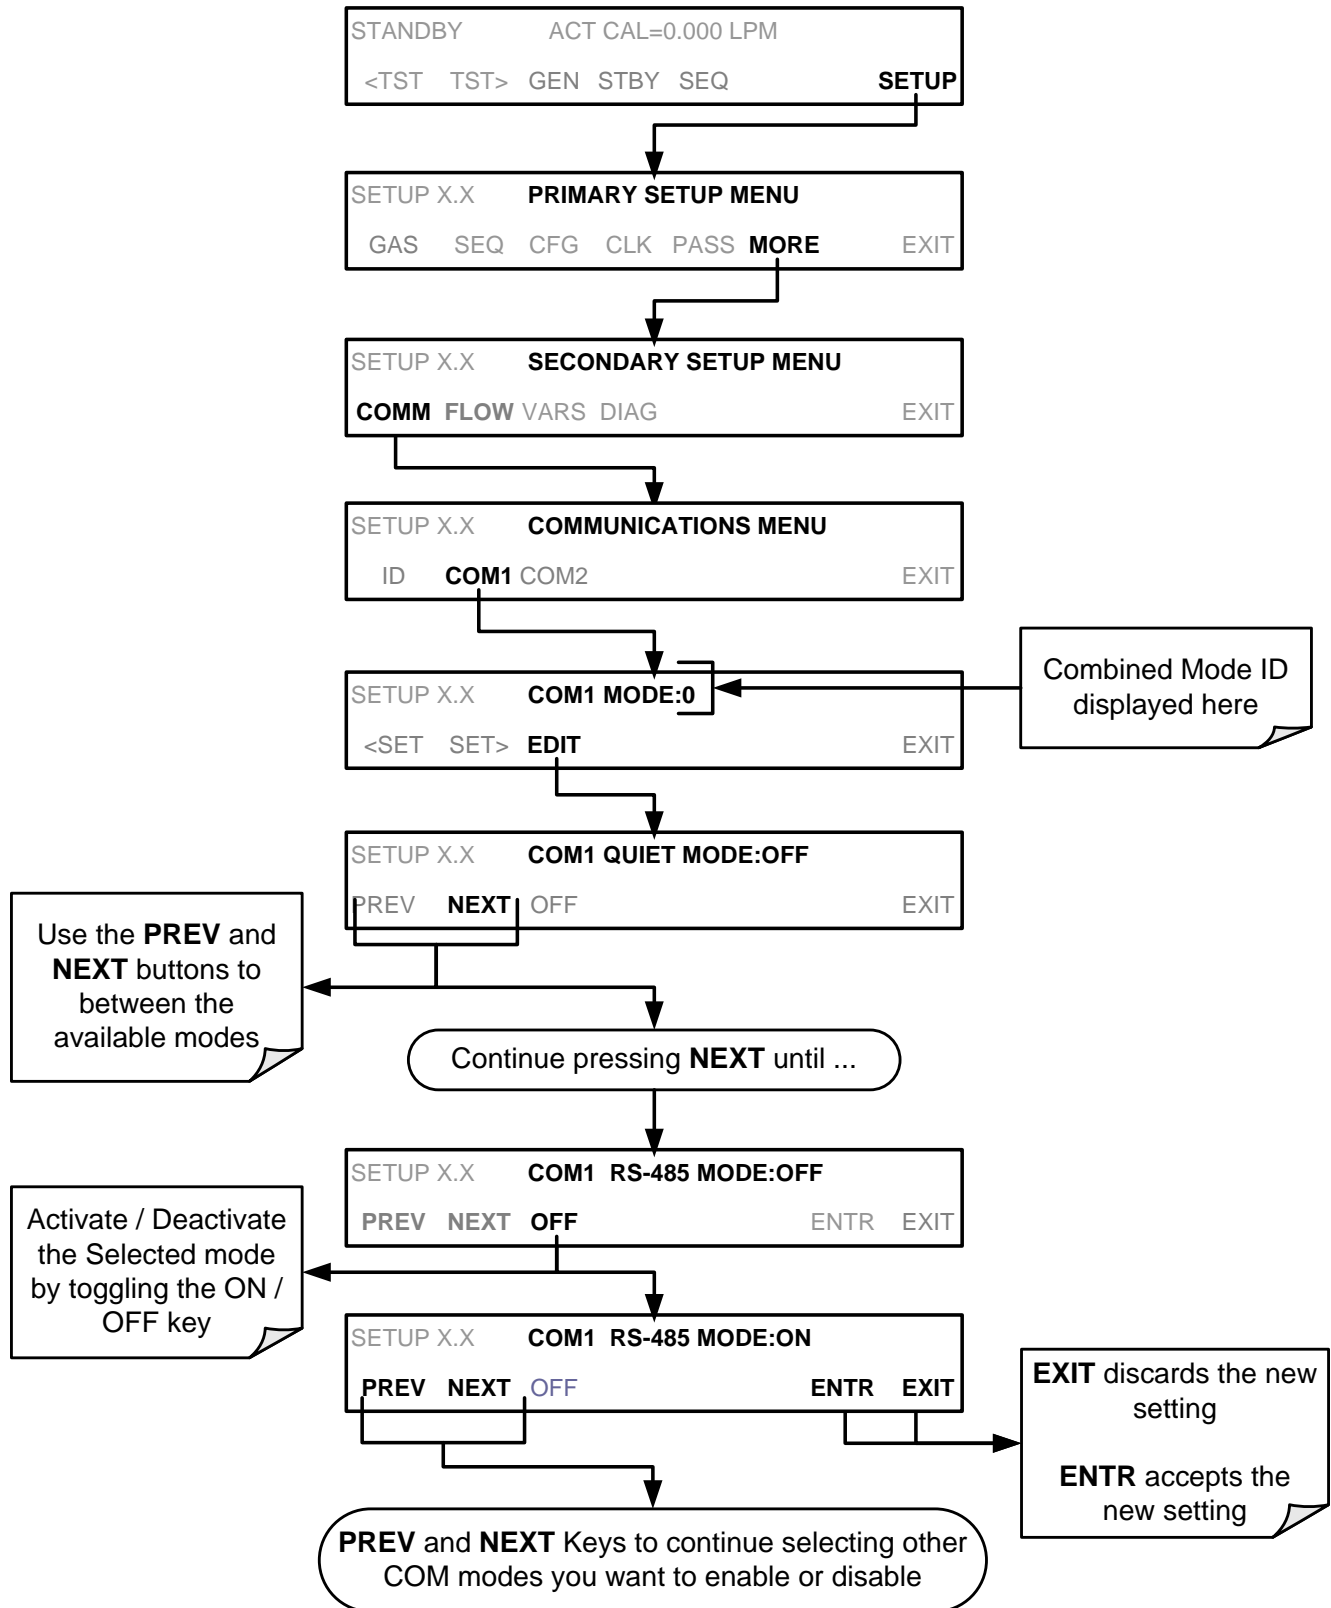 STANDBY ACT CAL=0.000 LPM
<TST TST> GEN STBY SEQ SETUP
SETUP X.X PRIMARY SETUP MENU
GAS SEQ CFG CLK PASS MORE EXIT
SETUP X.X SECONDARY SETUP MENU
COMM FLOW VARS DIAG EXIT
SETUP X.X COMMUNICATIONS MENU
ID COM1 COM2 EXIT
SETUP X.X COM1 MODE:0
<SET SET> EDIT EXIT
Combined Mode ID
displayed here
SETUP X.X COM1 QUIET MODE:OFF
PREV NEXT OFF EXIT
Use the PREV and
NEXT buttons to
between the
available modes
Continue pressing NEXT until ...
SETUP X.X COM1 RS-485 MODE:OFF
PREV NEXT OFF ENTR EXIT
Activate / Deactivate
the Selected mode
by toggling the ON /
OFF key
SETUP X.X COM1 RS-485 MODE:ON
PREV NEXT OFF ENTR EXIT
EXIT discards the new
setting
ENTR accepts the
new setting
PREV and NEXT Keys to continue selecting other
COM modes you want to enable or disable